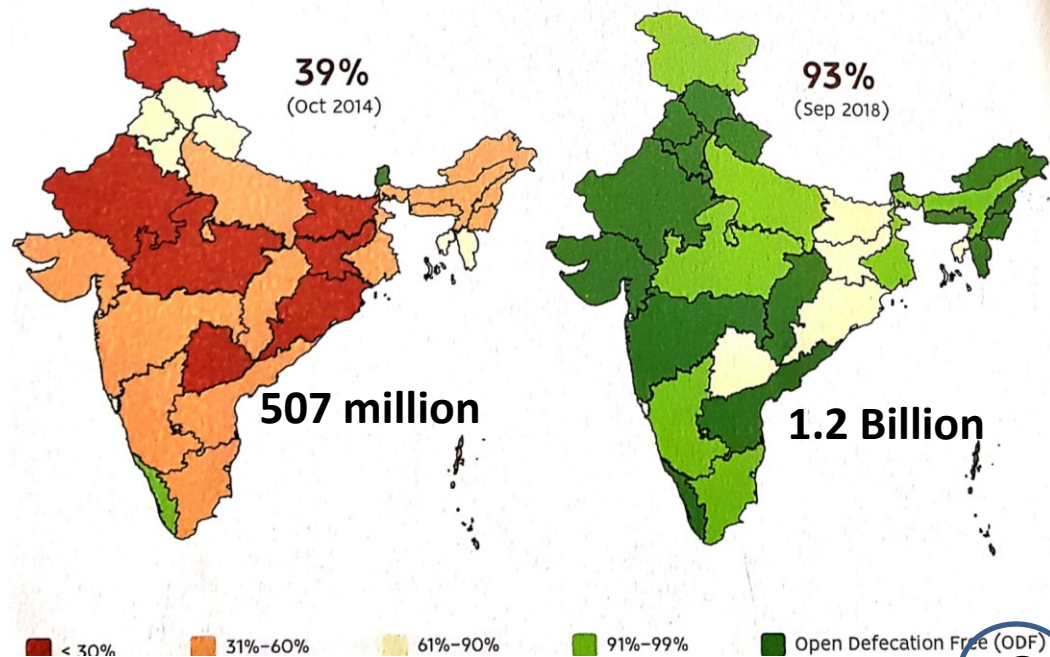 39%
(Oct 2014)
93%
(Sep 2018)
507 million
1.2 Billion
< 30%
31%–60%
61%–90%
91%–99%
Open Defecation Free (ODF)